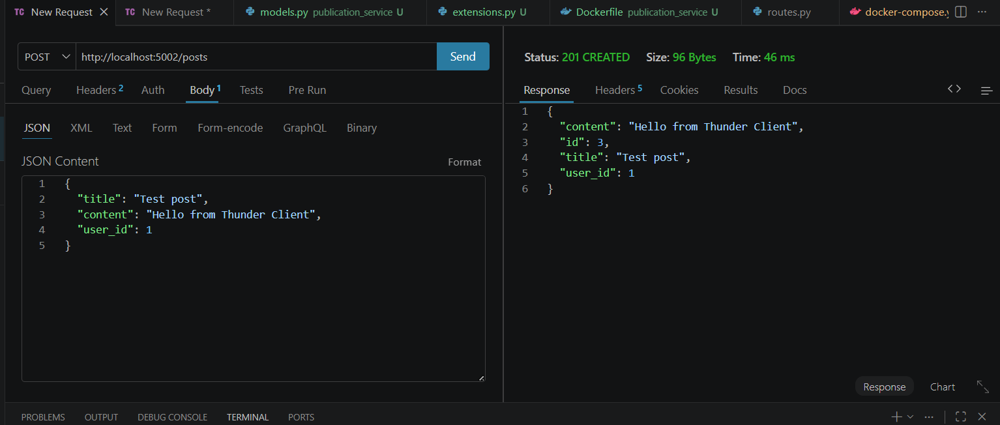 TC New Request TC New Request * models.py publication_service U extensions.py U Dockerfile publication_service U routes.py docker-compose.y
POST http://localhost:5002/posts Send
Query Headers 2 Auth Body 1 Tests Pre Run
JSON XML Text Form Form-encode GraphQL Binary
JSON Content Format
1 {
2 "title": "Test post",
3 "content": "Hello from Thunder Client",
4 "user_id": 1
5 }
Status: 201 CREATED Size: 96 Bytes Time: 46 ms
Response Headers 5 Cookies Results Docs
1 {
2 "content": "Hello from Thunder Client",
3 "id": 3,
4 "title": "Test post",
5 "user_id": 1
6 }
Response Chart
PROBLEMS OUTPUT DEBUG CONSOLE TERMINAL PORTS